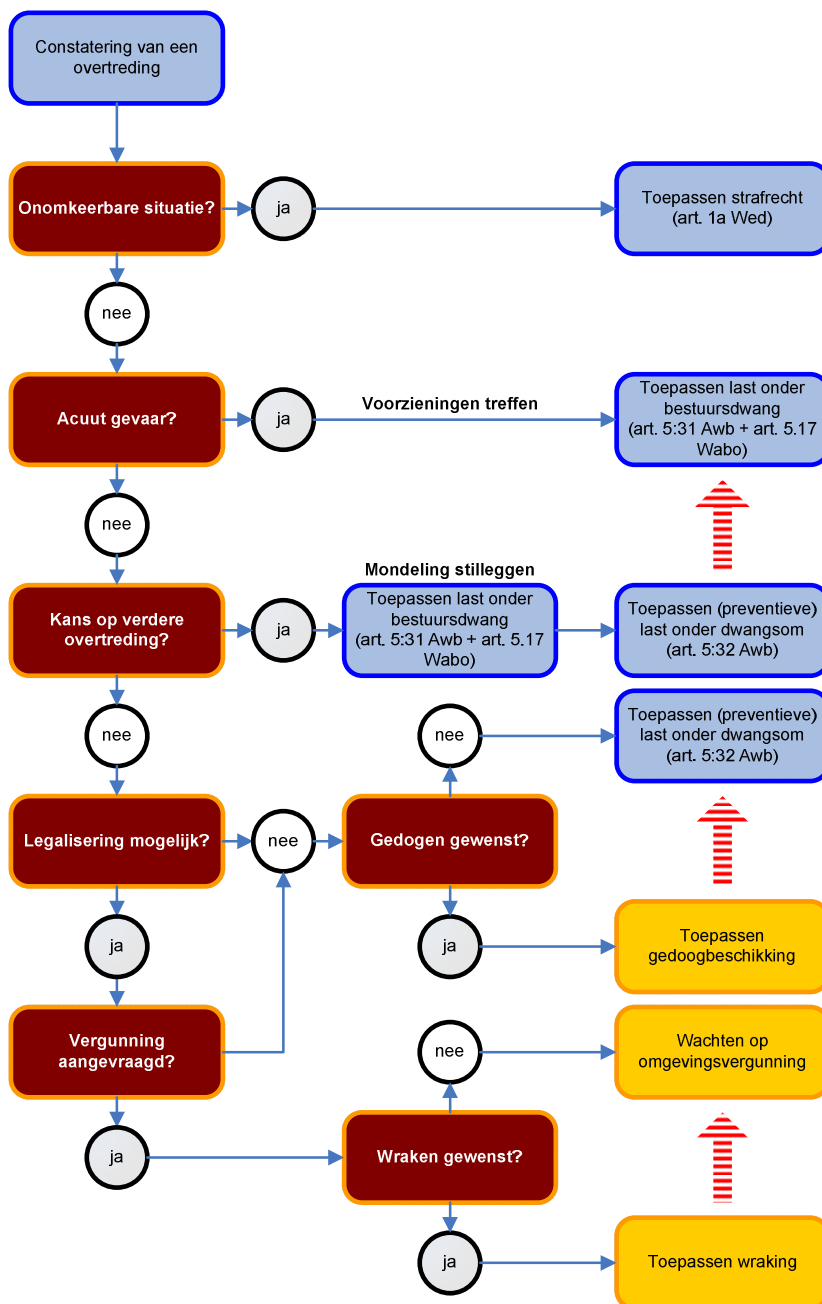 Constatering van een
overtreding
Onomkeerbare situatie?
ja
Toepassen strafrecht
(art. 1a Wed)
nee
Acuut gevaar?
ja
Voorzieningen treffen
Toepassen last onder
bestuursdwang
(art. 5:31 Awb + art. 5.17
Wabo)
nee
Kans op verdere
overtreding?
ja
Mondeling stilleggen
Toepassen last onder
bestuursdwang
(art. 5:31 Awb + art. 5.17
Wabo)
Toepassen (preventieve)
last onder dwangsom
(art. 5:32 Awb)
nee
nee
Toepassen (preventieve)
last onder dwangsom
(art. 5:32 Awb)
Legalisering mogelijk?
nee
Gedogen gewenst?
ja
ja
Toepassen
gedoogbeschikking
Vergunning
aangevraagd?
nee
Wachten op
omgevingsvergunning
ja
Wraken gewenst?
ja
Toepassen wraking